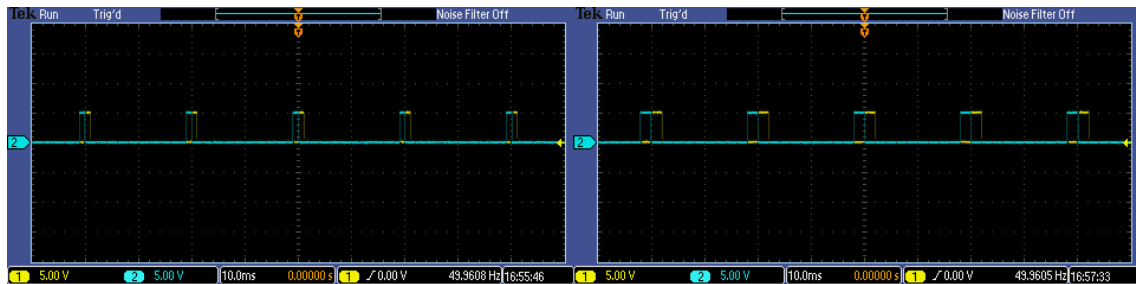 Tek Run Trig'd Noise Filter Off
T
T
2
1 5.00 V 2 5.00 V 10.0ms 0.00000 s 1 0.00 V 49.9608 Hz 16:55:46
Tek Run Trig'd Noise Filter Off
T
T
2
1 5.00 V 2 5.00 V 10.0ms 0.00000 s 1 0.00 V 49.9605 Hz 16:57:33